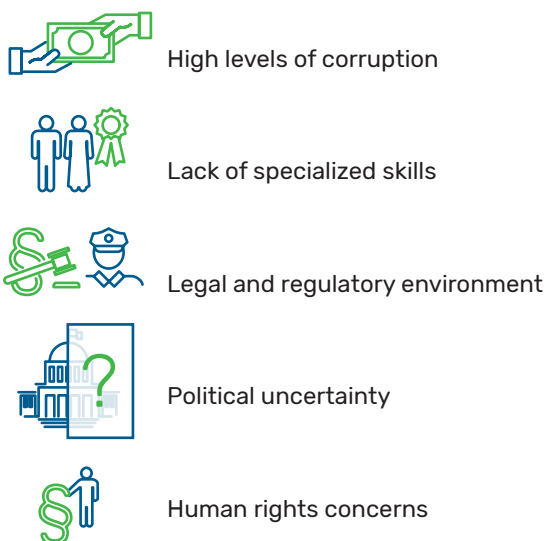 High levels of corruption
Lack of specialized skills
Legal and regulatory environment
?
Political uncertainty
§
Human rights concerns